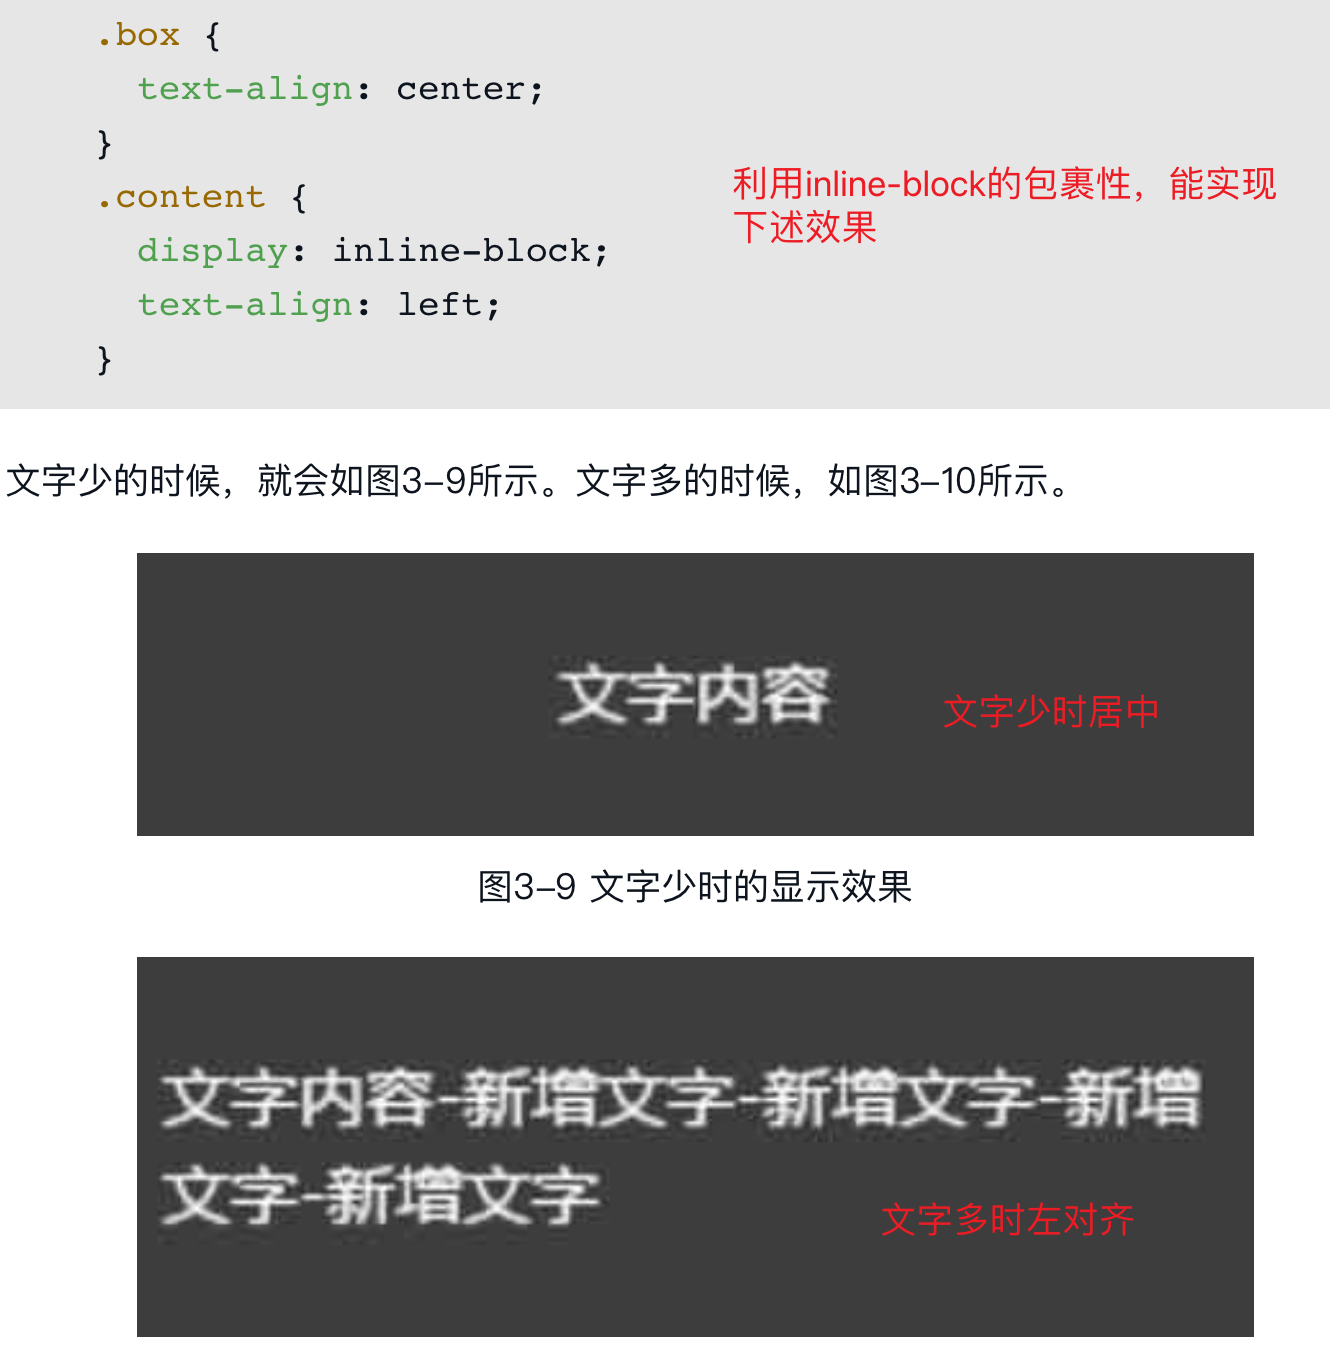 .box {
text-align: center;
}
.content {
利用inline-block的包裹性，能实现
下述效果
display: inline-block;
text-align: left;
}
文字少的时候，就会如图3-9所示。文字多的时候，如图3-10所示。
文字内容
文字少时居中
图3-9 文字少时的显示效果
文字内容-新增文字-新增文字-新增
文字-新增文字
文字多时左对齐